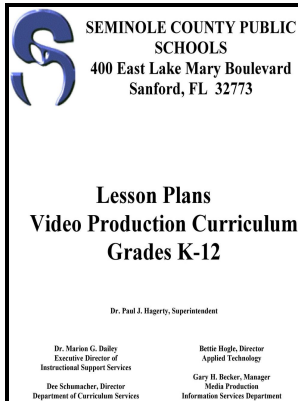 SEMINOLE COUNTY PUBLIC
SCHOOLS
400 East Lake Mary Boulevard
Sanford, FL 32773
Lesson Plans
Video Production Curriculum
Grades K-12
Dr. Paul J. Hagerty, Superintendent
Dr. Marion G. Dailey
Executive Director of
Instructional Support Services
Dee Schumacher, Director
Department of Curriculum Services
Bettie Hogle, Director
Applied Technology
Gary H. Becker, Manager
Media Production
Information Services Department